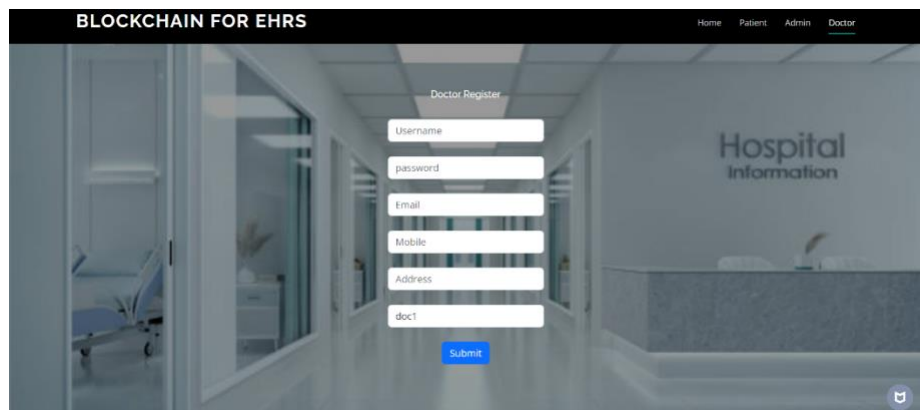 BLOCKCHAIN FOR EHRS
Home Patient Admin Doctor
Doctor Register
Username
password
Email
Mobile
Address
doc1
Submit
Hospital
Information